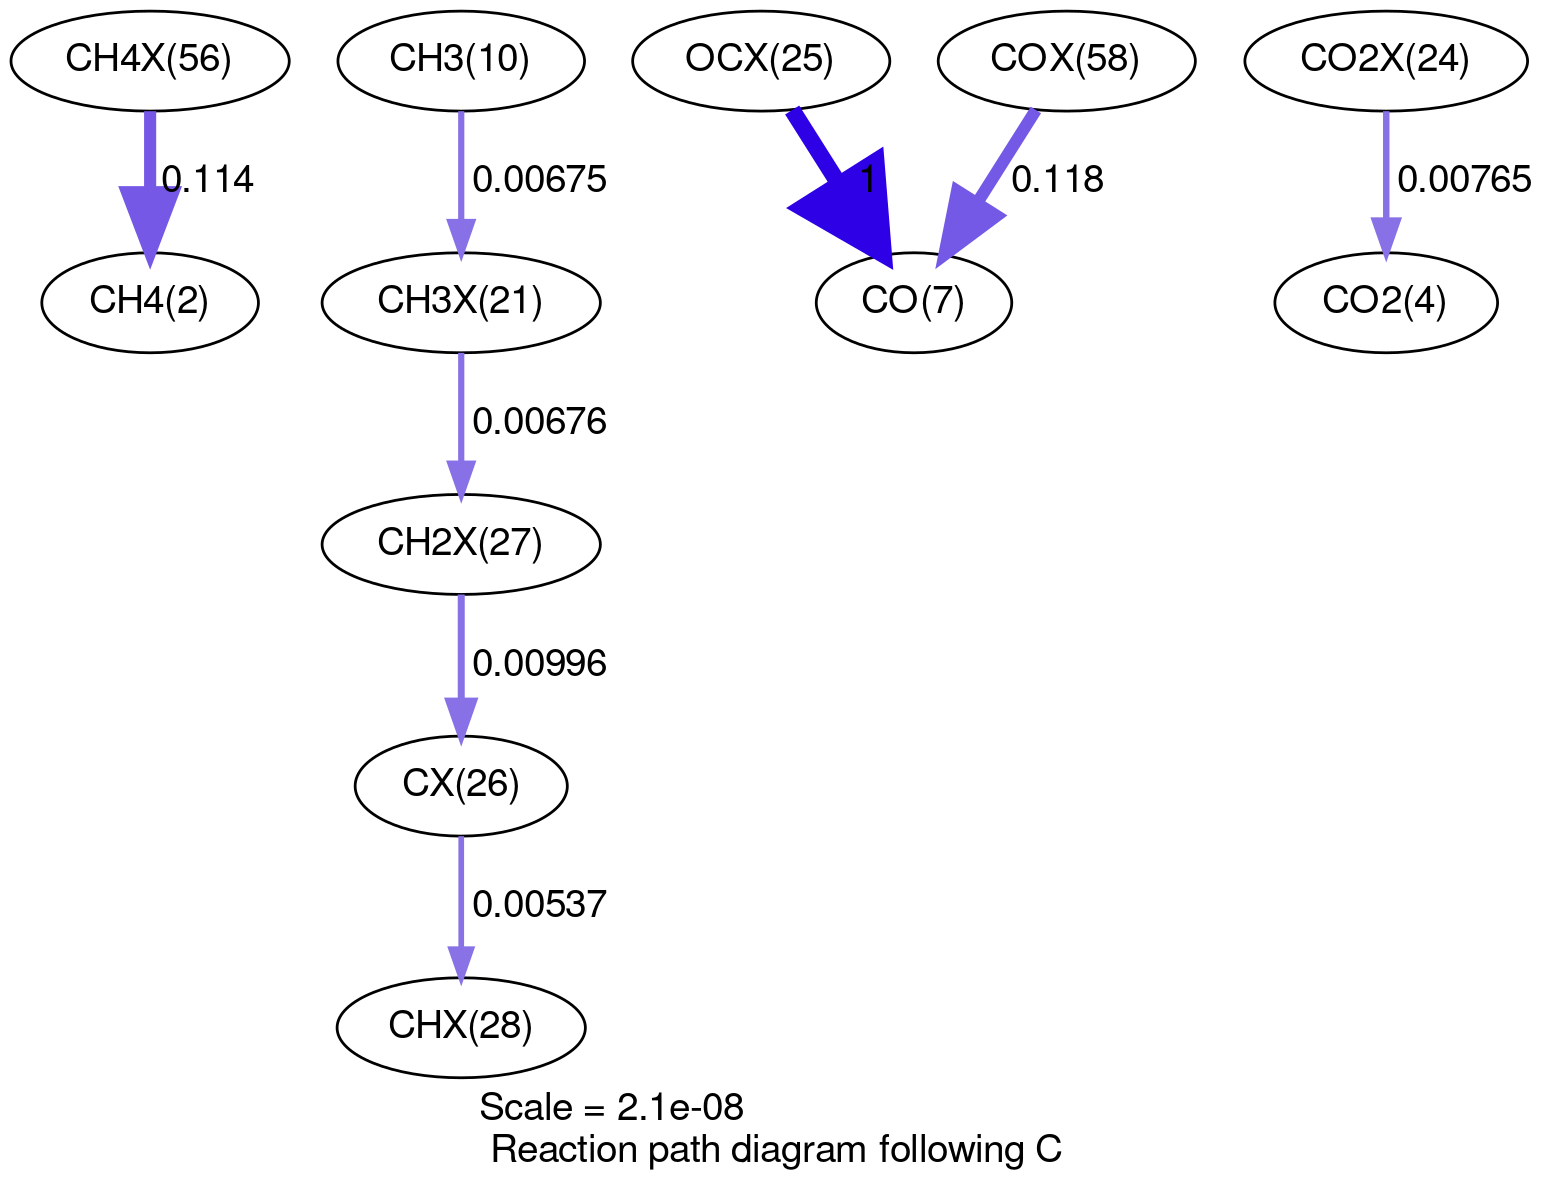 CH4X(56)
CH3(10)
OCX(25)
COX(58)
CO2X(24)
0.114
0.00675
1
0.118
0.00765
CH4(2)
CH3X(21)
CO(7)
CO2(4)
0.00676
CH2X(27)
0.00996
CX(26)
0.00537
CHX(28)
Scale = 2.1e-08
Reaction path diagram following C